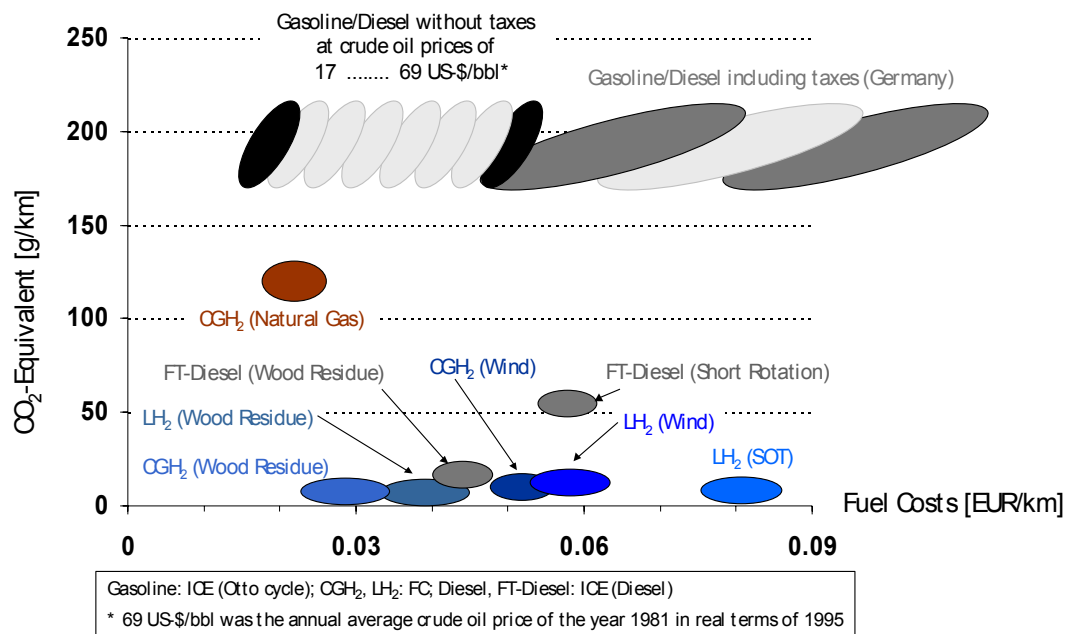 Gasoline/Diesel without taxes
at crude oil prices of
17 ........ 69 US-$/bbl*
Gasoline/Diesel including taxes (Germany)
250
200
150
100
50
0
CO₂-Equivalent [g/km]
CGH₂ (Natural Gas)
FT-Diesel (Wood Residue)
CGH₂ (Wind)
FT-Diesel (Short Rotation)
LH₂ (Wood Residue)
LH₂ (Wind)
CGH₂ (Wood Residue)
LH₂ (SOT)
Fuel Costs [EUR/km]
0
0.03
0.06
0.09
Gasoline: ICE (Otto cycle); CGH₂, LH₂: FC; Diesel, FT-Diesel: ICE (Diesel)
* 69 US-$/bbl was the annual average crude oil price of the year 1981 in real terms of 1995